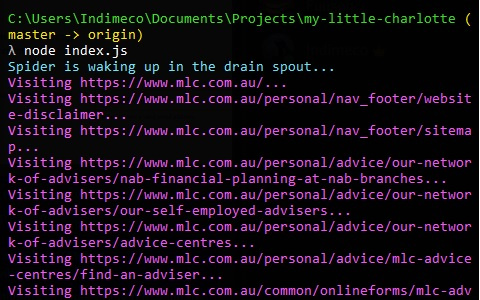 C:\Users\Indimeco\Documents\Projects\my-little-charlotte (
master -> origin)
λ node index.js
Spider is waking up in the drain spout...
Visiting https://www.mlc.com.au/...
Visiting https://www.mlc.com.au/personal/nav_footer/websit
e-disclaimer...
Visiting https://www.mlc.com.au/personal/nav_footer/sitema
p...
Visiting https://www.mlc.com.au/personal/advice/our-networ
k-of-advisers/nab-financial-planning-at-nab-branches...
Visiting https://www.mlc.com.au/personal/advice/our-networ
k-of-advisers/our-self-employed-advisers...
Visiting https://www.mlc.com.au/personal/advice/our-networ
k-of-advisers/advice-centres...
Visiting https://www.mlc.com.au/personal/advice/mlc-advice
-centres/find-an-adviser...
Visiting https://www.mlc.com.au/common/onlineforms/mlc-adv